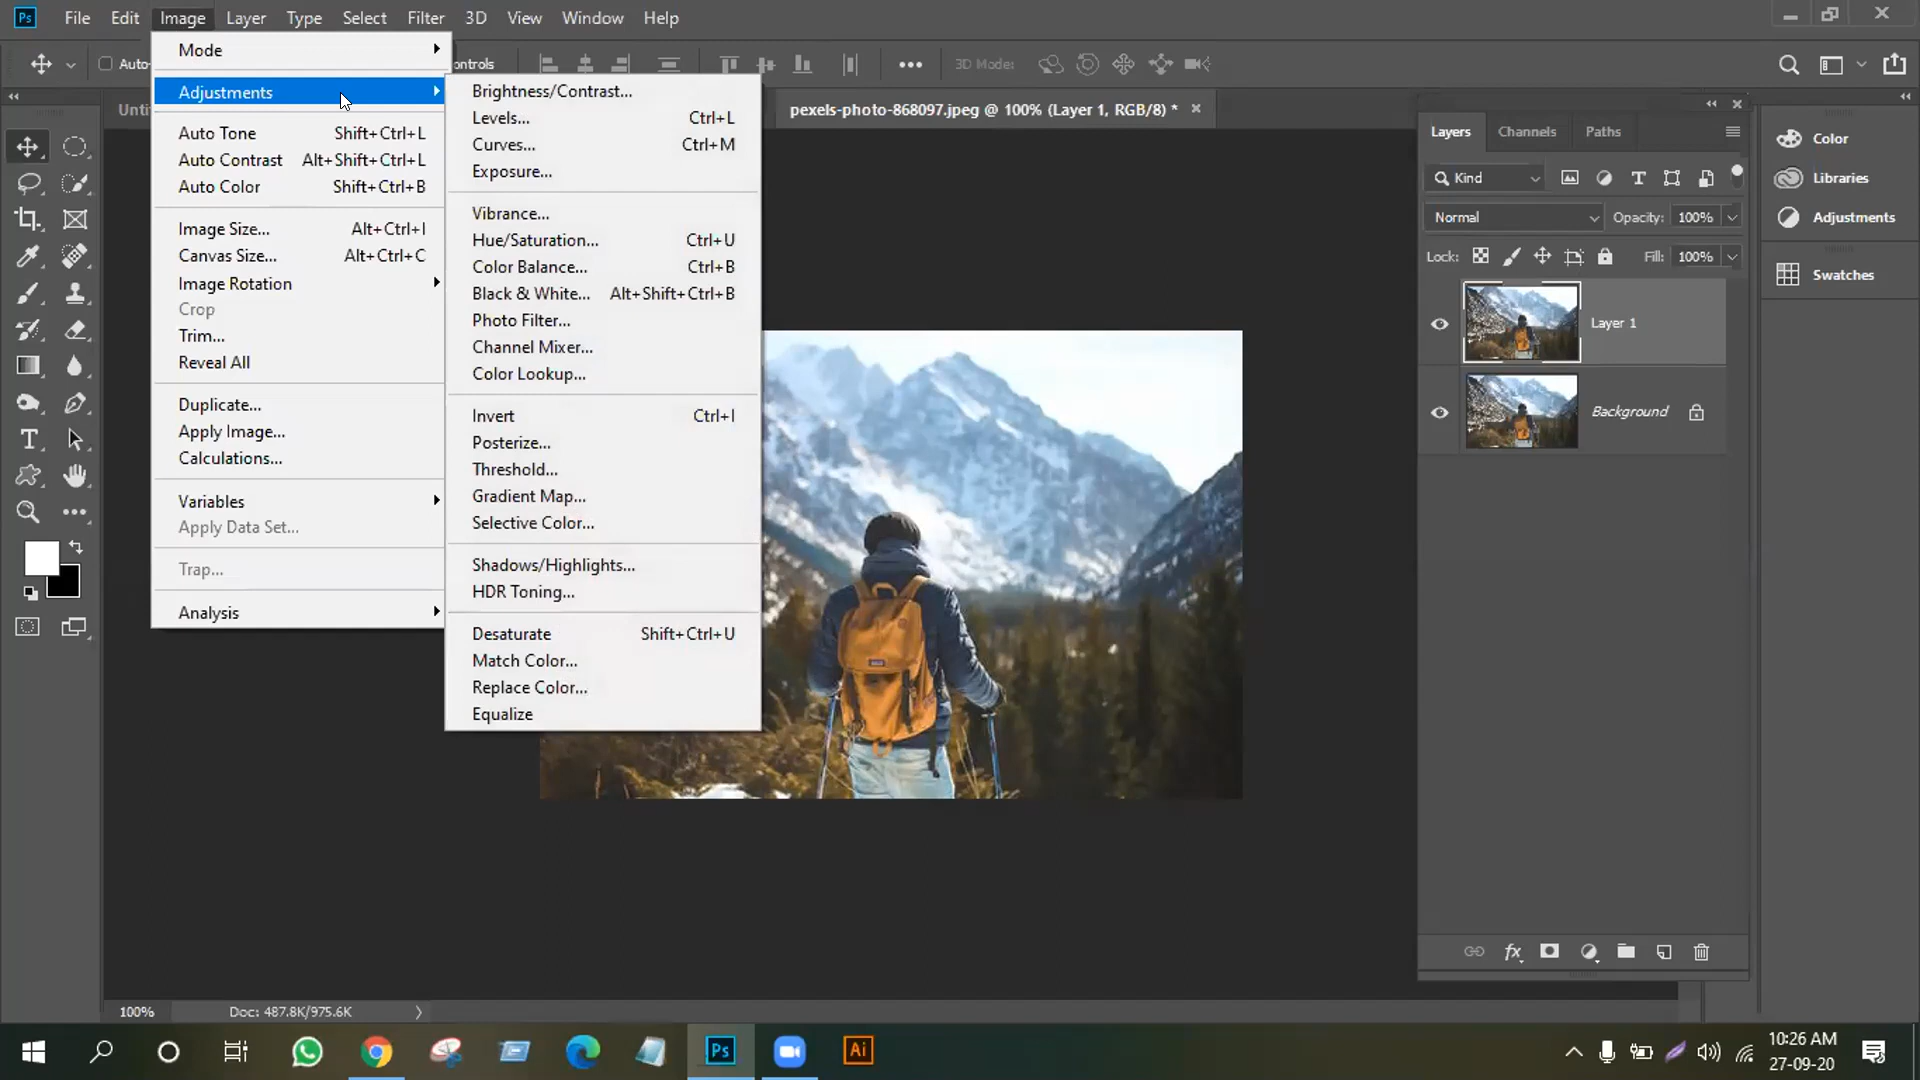 Ps File Edit Image Layer Type Select Filter 3D View Window Help
Auto- ontrols 3D Mode:
Mode
Adjustments
Auto Tone Shift+Ctrl+L
Auto Contrast Alt+Shift+Ctrl+L
Auto Color Shift+Ctrl+B
Image Size... Alt+Ctrl+I
Canvas Size... Alt+Ctrl+C
Image Rotation
Crop
Trim...
Reveal All
Duplicate...
Apply Image...
Calculations...
Variables
Apply Data Set...
Trap...
Analysis
Brightness/Contrast...
Levels... Ctrl+L
Curves... Ctrl+M
Exposure...
Vibrance...
Hue/Saturation... Ctrl+U
Color Balance... Ctrl+B
Black & White... Alt+Shift+Ctrl+B
Photo Filter...
Channel Mixer...
Color Lookup...
Invert Ctrl+I
Posterize...
Threshold...
Gradient Map...
Selective Color...
Shadows/Highlights...
HDR Toning...
Desaturate Shift+Ctrl+U
Match Color...
Replace Color...
Equalize
Unti
pexels-photo-868097.jpeg @ 100% (Layer 1, RGB/8) *
Layers Channels Paths
Kind
Normal Opacity: 100%
Lock: Fill: 100%
Layer 1
Background
fx
Color
Libraries
Adjustments
Swatches
100% Doc: 487.8K/975.6K
Ps Ai
10:26 AM
27-09-20